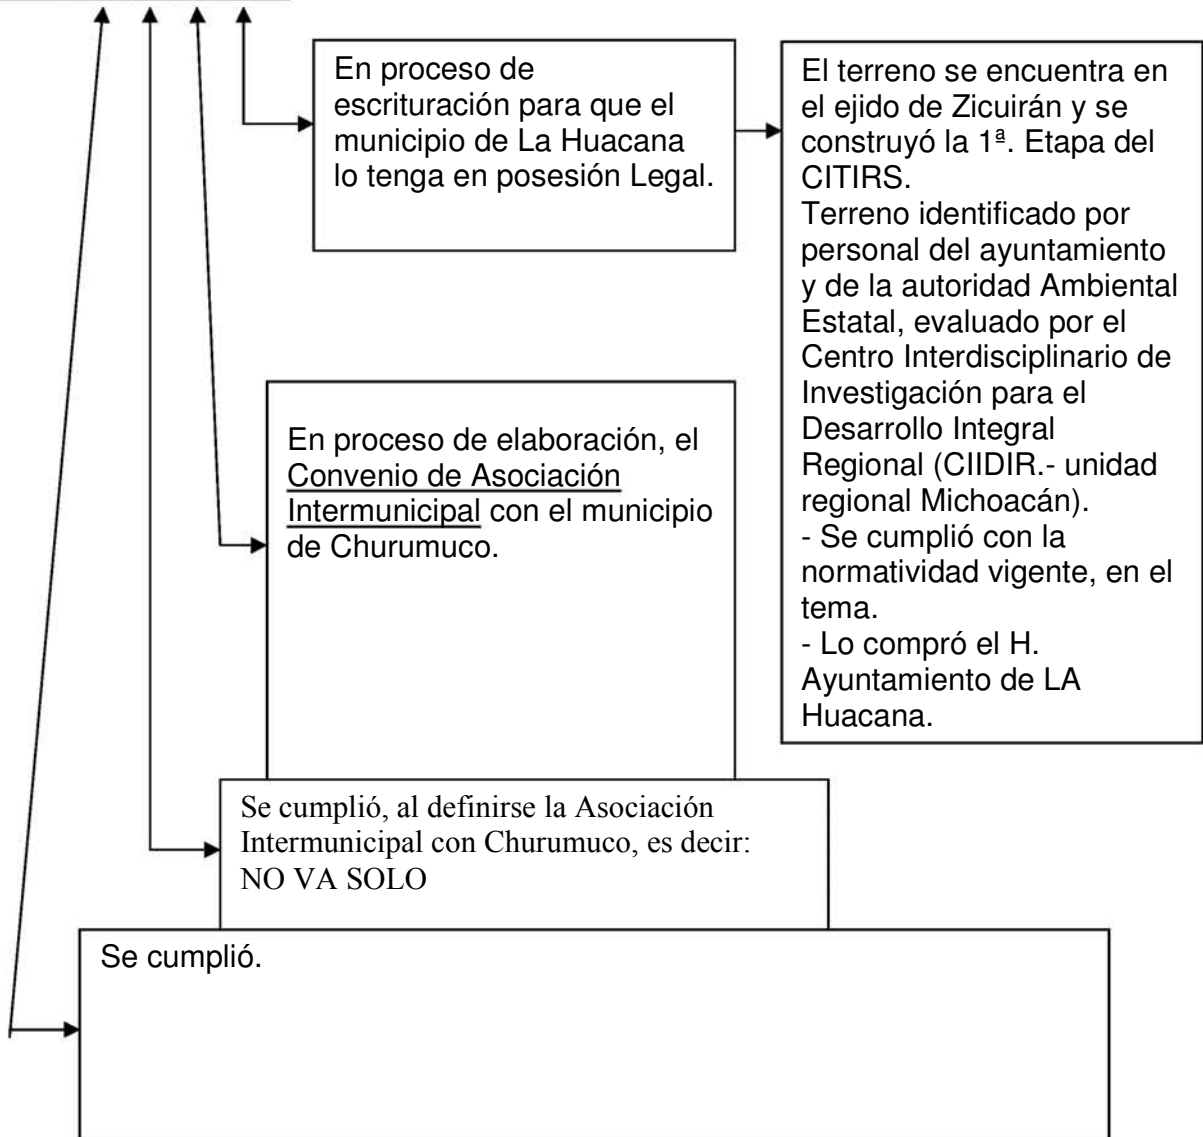 En proceso de
escrituración para que el
municipio de La Huacana
lo tenga en posesión Legal.
El terreno se encuentra en
el ejido de Zicuirán y se
construyó la 1ª. Etapa del
CITIRS.
Terreno identificado por
personal del ayuntamiento
y de la autoridad Ambiental
Estatal, evaluado por el
Centro Interdisciplinario de
Investigación para el
Desarrollo Integral
Regional (CIIDIR.- unidad
regional Michoacán).
- Se cumplió con la
normatividad vigente, en el
tema.
- Lo compró el H.
Ayuntamiento de LA
Huacana.
En proceso de elaboración, el
Convenio de Asociación
Intermunicipal con el municipio
de Churumuco.
Se cumplió, al definirse la Asociación
Intermunicipal con Churumuco, es decir:
NO VA SOLO
Se cumplió.